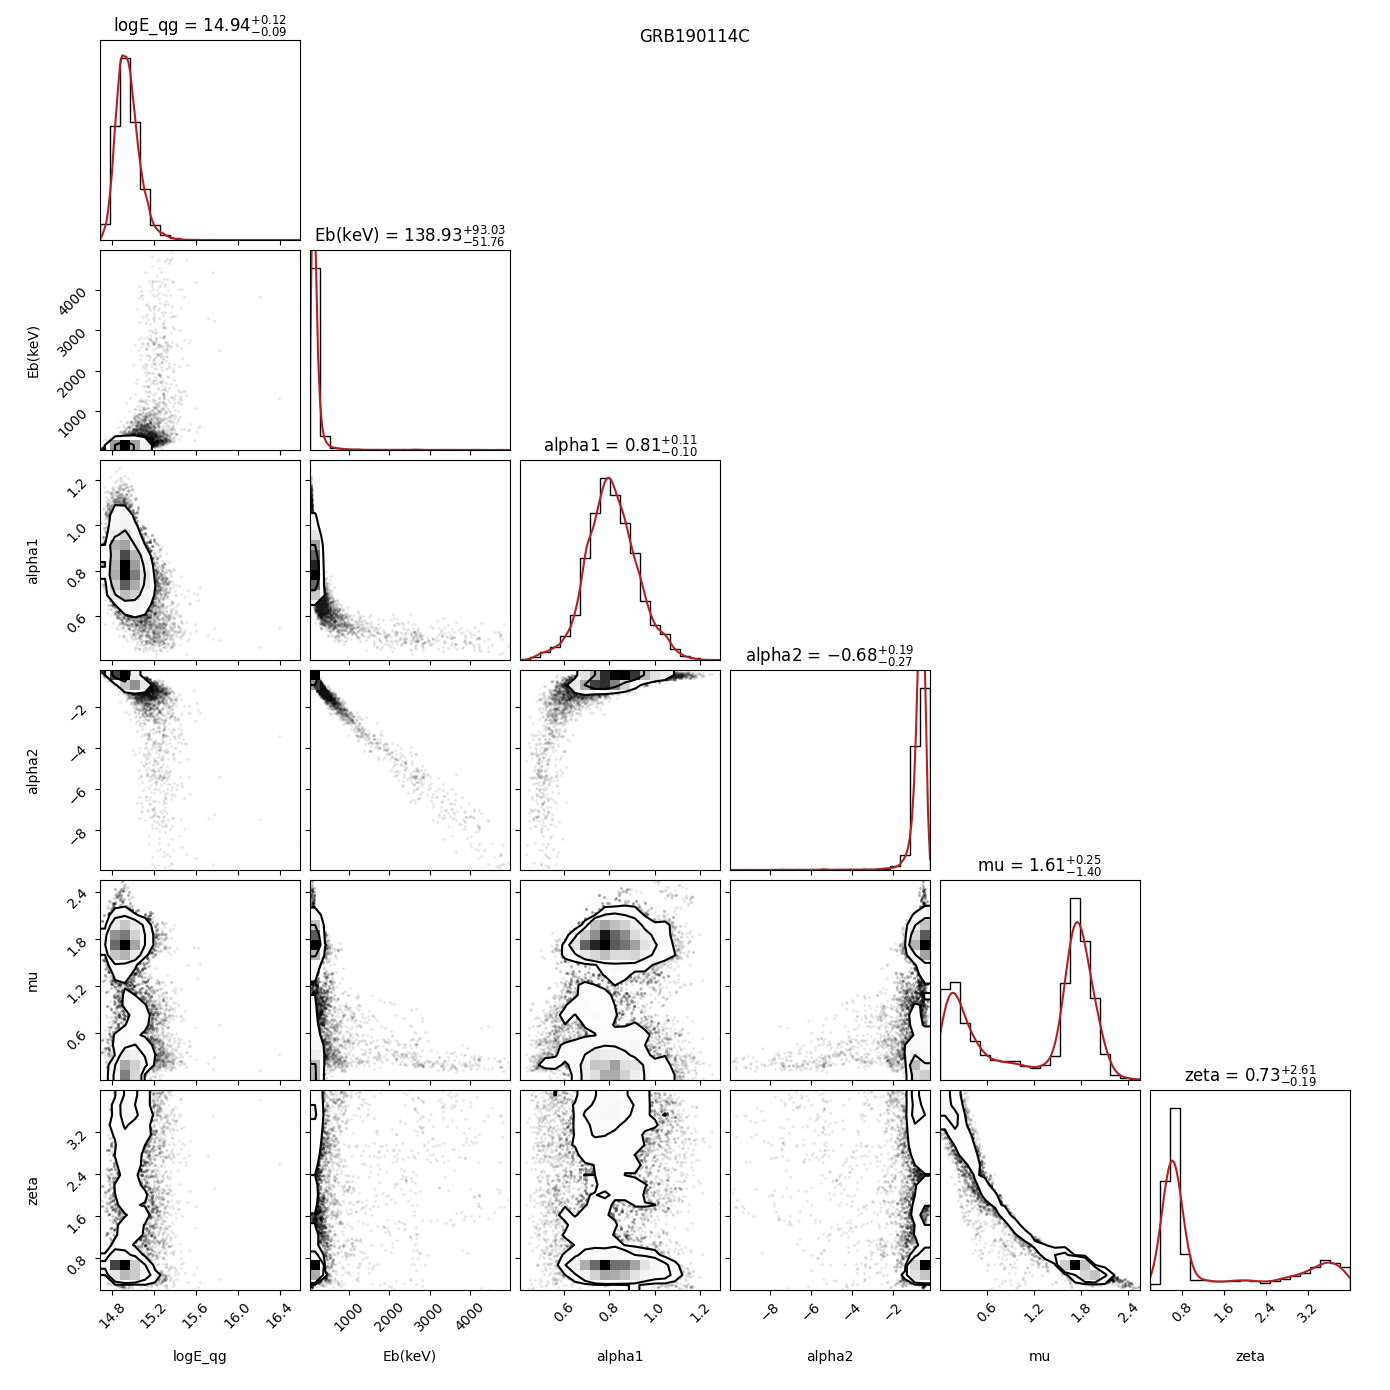 logE_qg = 14.94+0.12 −0.09
GRB190114C
Eb(keV) = 138.93+93.03 −51.76
4000
3000
2000
1000
Eb(keV)
alpha1 = 0.81+0.11 −0.10
1.2
1.0
0.8
0.6
alpha1
alpha2 = −0.68+0.19 −0.27
−2
−4
−6
−8
alpha2
mu = 1.61+0.25 −1.40
2.4
1.8
1.2
0.6
mu
zeta = 0.73+2.61 −0.19
3.2
2.4
1.6
0.8
zeta
14.8 15.2 15.6 16.0 16.4
1000 2000 3000 4000
0.6 0.8 1.0 1.2
−8 −6 −4 −2
0.6 1.2 1.8 2.4
0.8 1.6 2.4 3.2
logE_qg
Eb(keV)
alpha1
alpha2
mu
zeta